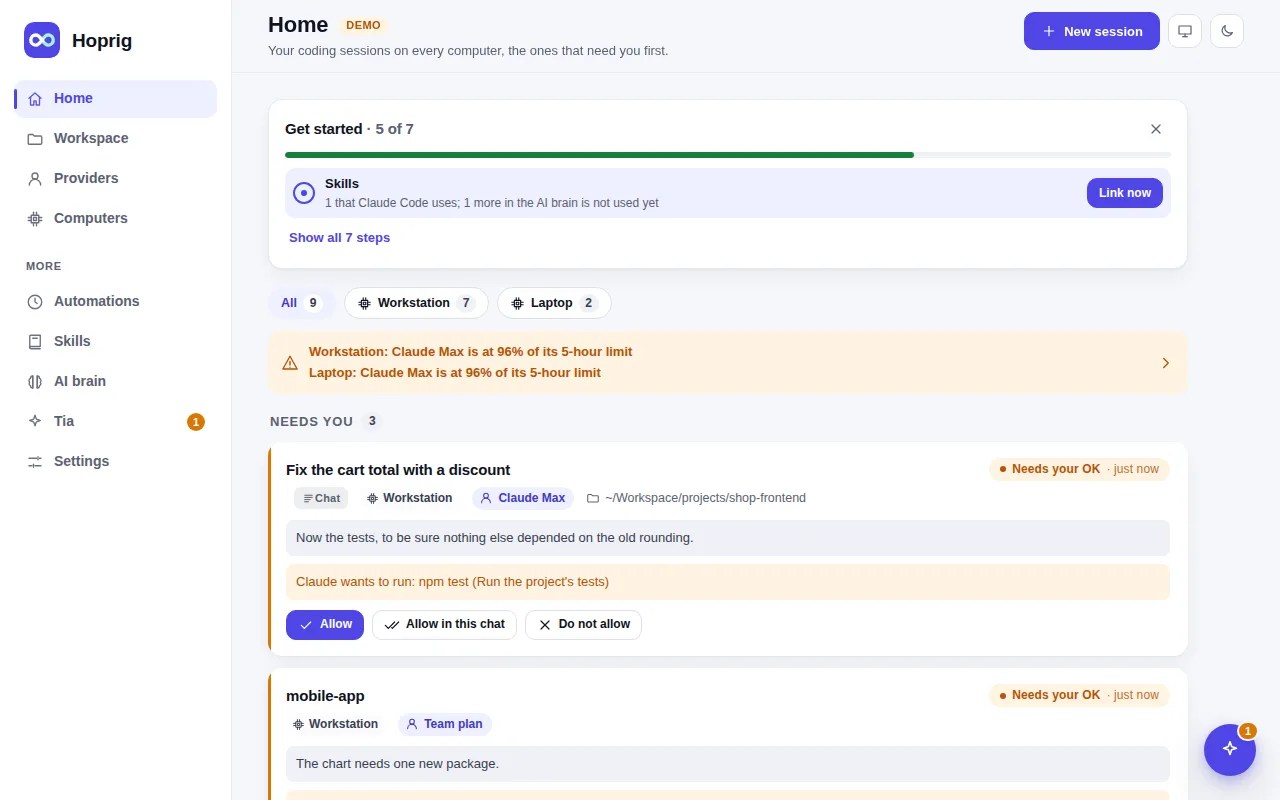 Hoprig
Home
Workspace
Providers
Computers
MORE
Automations
Skills
AI brain
Tia 1
Settings
Home DEMO
Your coding sessions on every computer, the ones that need you first.
New session
Get started · 5 of 7
Skills
1 that Claude Code uses; 1 more in the AI brain is not used yet
Link now
Show all 7 steps
All 9
Workstation 7
Laptop 2
Workstation: Claude Max is at 96% of its 5-hour limit
Laptop: Claude Max is at 96% of its 5-hour limit
NEEDS YOU 3
Fix the cart total with a discount
Needs your OK · just now
Chat Workstation Claude Max ~/Workspace/projects/shop-frontend
Now the tests, to be sure nothing else depended on the old rounding.
Claude wants to run: npm test (Run the project's tests)
Allow Allow in this chat Do not allow
mobile-app
Needs your OK · just now
Workstation Team plan
The chart needs one new package.
1